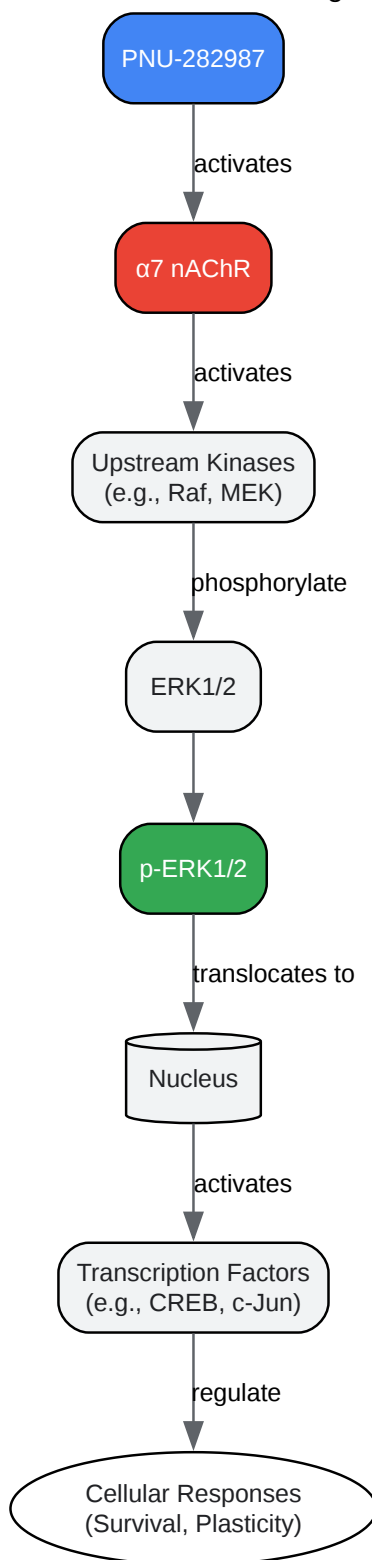 PNU-282987
activates
α7 nAChR
activates
Upstream Kinases
(e.g., Raf, MEK)
phosphorylate
ERK1/2
p-ERK1/2
translocates to
Nucleus
activates
Transcription Factors
(e.g., CREB, c-Jun)
regulate
Cellular Responses
(Survival, Plasticity)